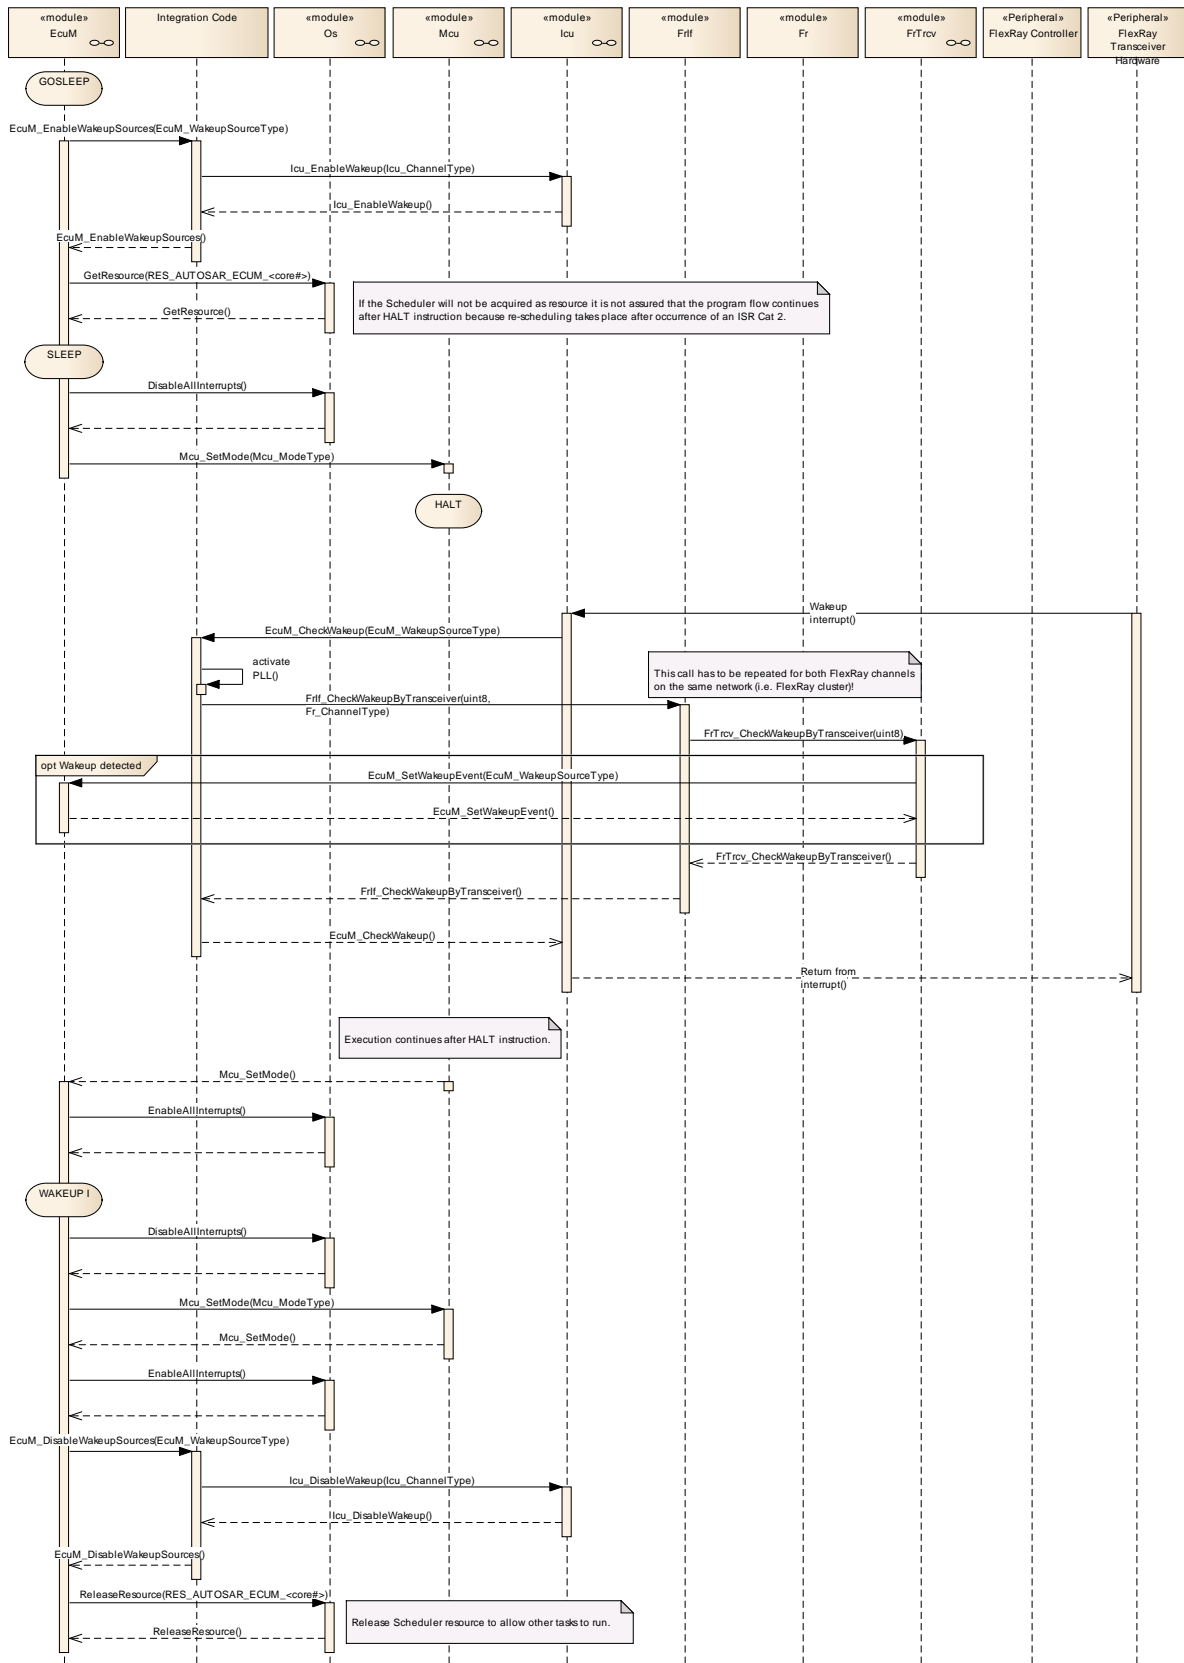 «module»
EcuM
Integration Code
«module»
Os
«module»
Mcu
«module»
Icu
«module»
FrIf
«module»
Fr
«module»
FrTrcv
«Peripheral»
FlexRay Controller
«Peripheral»
FlexRay
Transceiver
Hardware
GOSLEEP
EcuM_EnableWakeupSources(EcuM_WakeupSourceType)
Icu_EnableWakeup(Icu_ChannelType)
Icu_EnableWakeup()
EcuM_EnableWakeupSources()
GetResource(RES_AUTOSAR_ECUM_<core#>)
If the Scheduler will not be acquired as resource it is not assured that the program flow continues
after HALT instruction because re-scheduling takes place after occurrence of an ISR Cat 2.
GetResource()
SLEEP
DisableAllInterrupts()
Mcu_SetMode(Mcu_ModeType)
HALT
Wakeup
interrupt()
EcuM_CheckWakeup(EcuM_WakeupSourceType)
activate
PLL()
This call has to be repeated for both FlexRay channels
on the same network (i.e. FlexRay cluster)!
FrIf_CheckWakeupByTransceiver(uint8,
Fr_ChannelType)
FrTrcv_CheckWakeupByTransceiver(uint8)
opt Wakeup detected
EcuM_SetWakeupEvent(EcuM_WakeupSourceType)
EcuM_SetWakeupEvent()
FrTrcv_CheckWakeupByTransceiver()
FrIf_CheckWakeupByTransceiver()
EcuM_CheckWakeup()
Return from
interrupt()
Execution continues after HALT instruction.
Mcu_SetMode()
EnableAllInterrupts()
WAKEUP I
DisableAllInterrupts()
Mcu_SetMode(Mcu_ModeType)
Mcu_SetMode()
EnableAllInterrupts()
EcuM_DisableWakeupSources(EcuM_WakeupSourceType)
Icu_DisableWakeup(Icu_ChannelType)
Icu_DisableWakeup()
EcuM_DisableWakeupSources()
ReleaseResource(RES_AUTOSAR_ECUM_<core#>)
Release Scheduler resource to allow other tasks to run.
ReleaseResource()